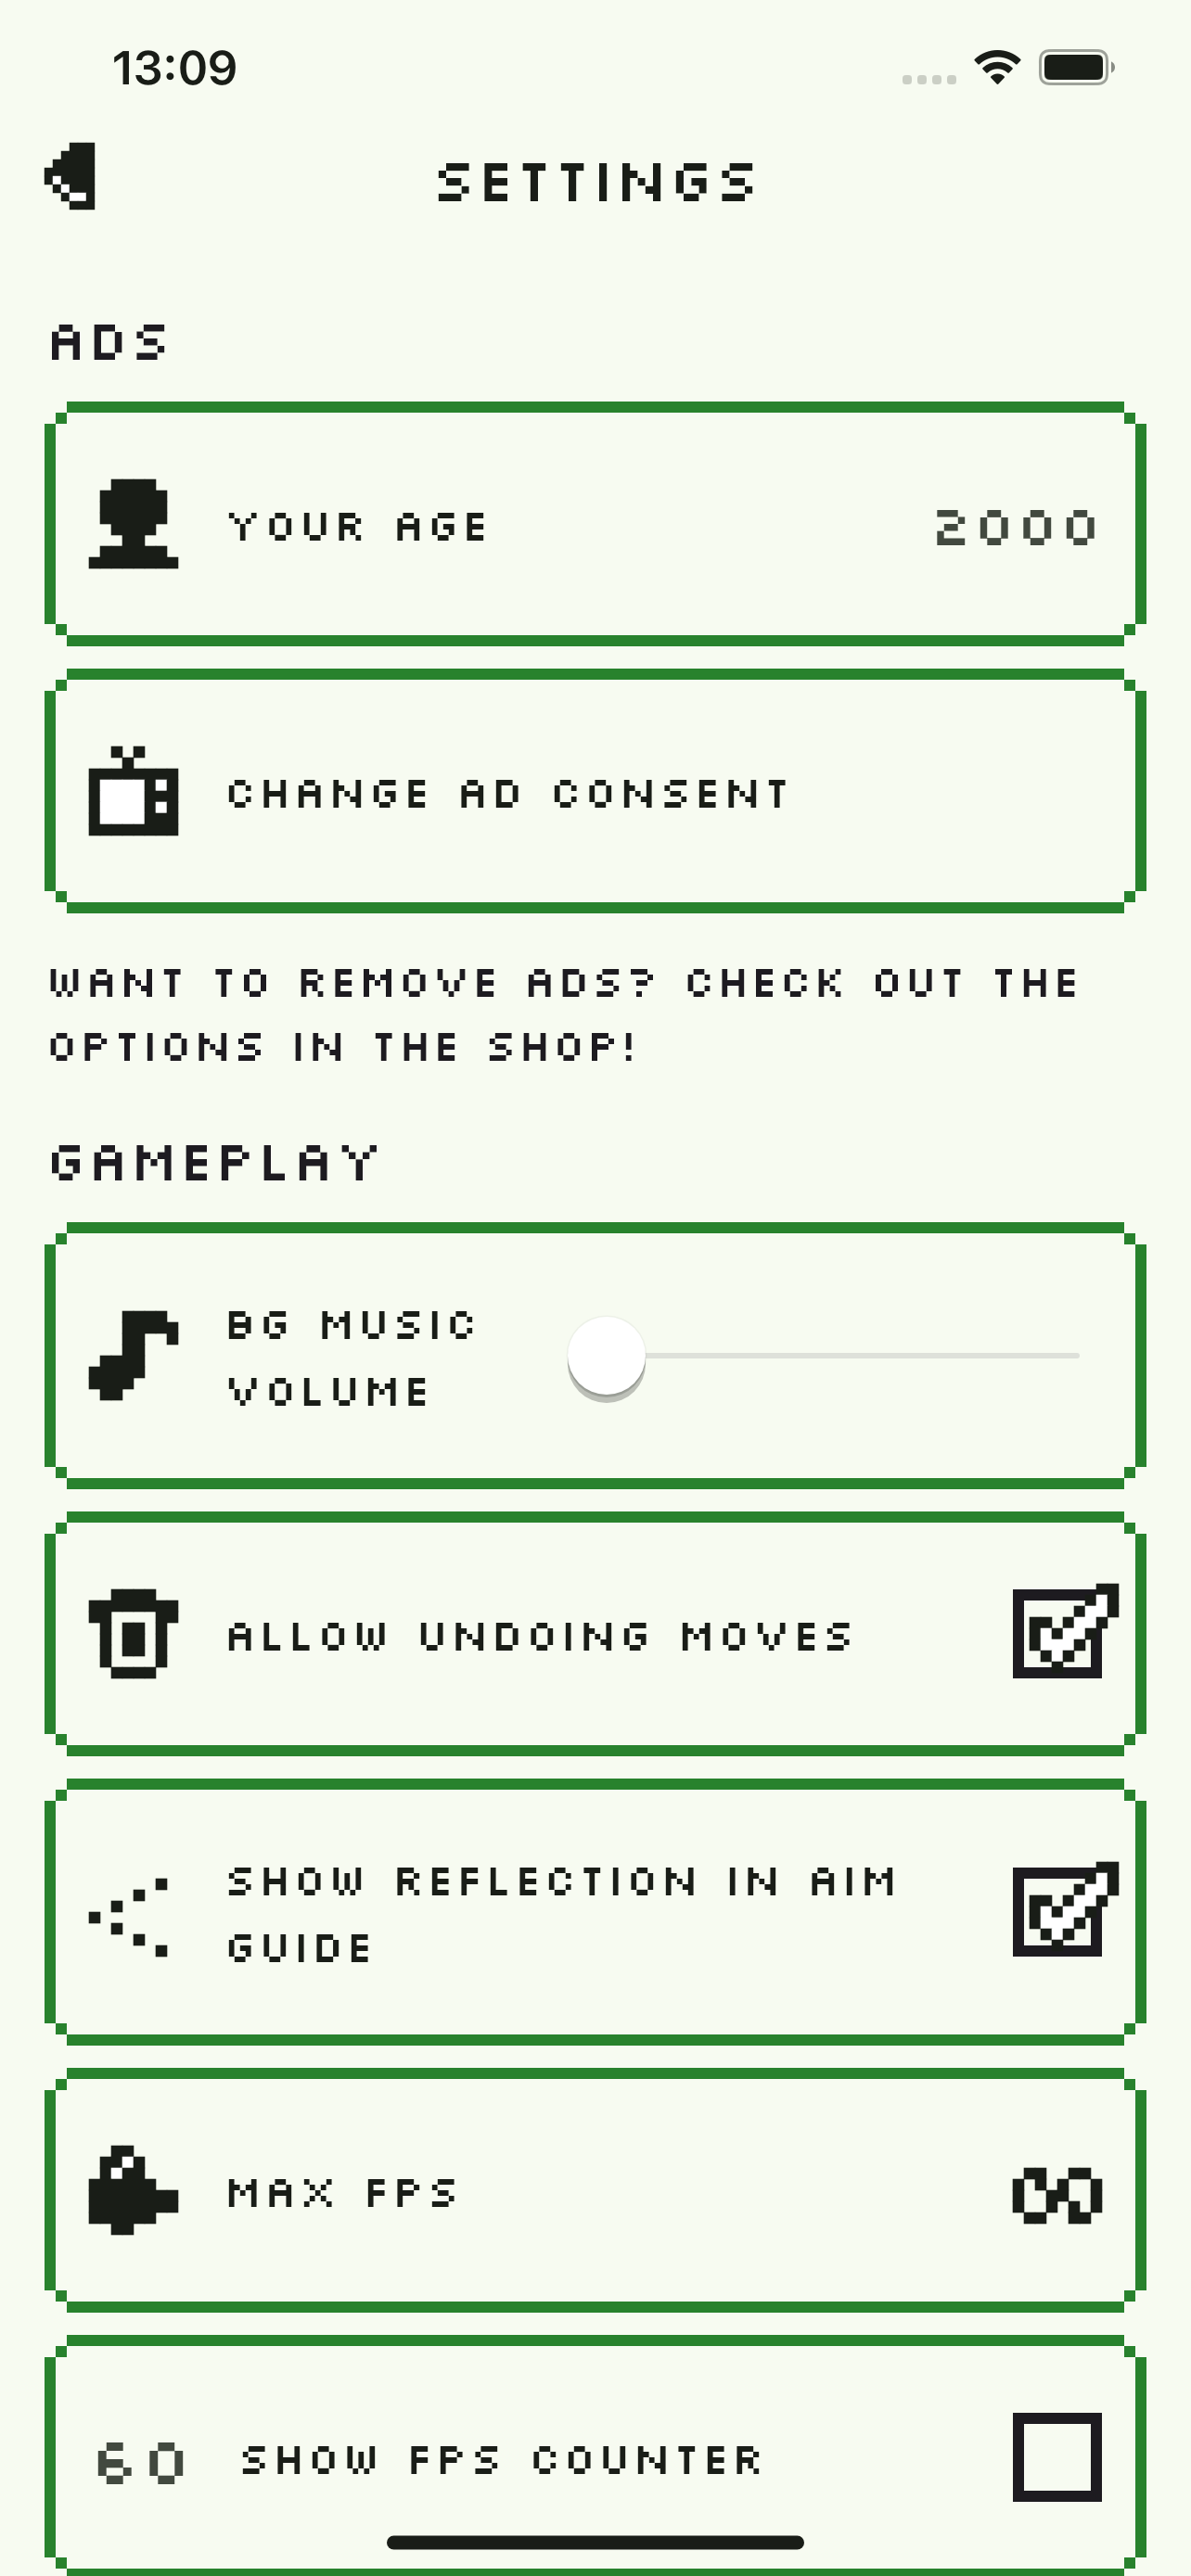 13:09
SETTINGS
ADS
YOUR AGE
2000
CHANGE AD CONSENT
WANT TO REMOVE ADS? CHECK OUT THE
OPTIONS IN THE SHOP!
GAMEPLAY
BG MUSIC
VOLUME
ALLOW UNDOING MOVES
SHOW REFLECTION IN AIM
GUIDE
MAX FPS
∞
60
SHOW FPS COUNTER